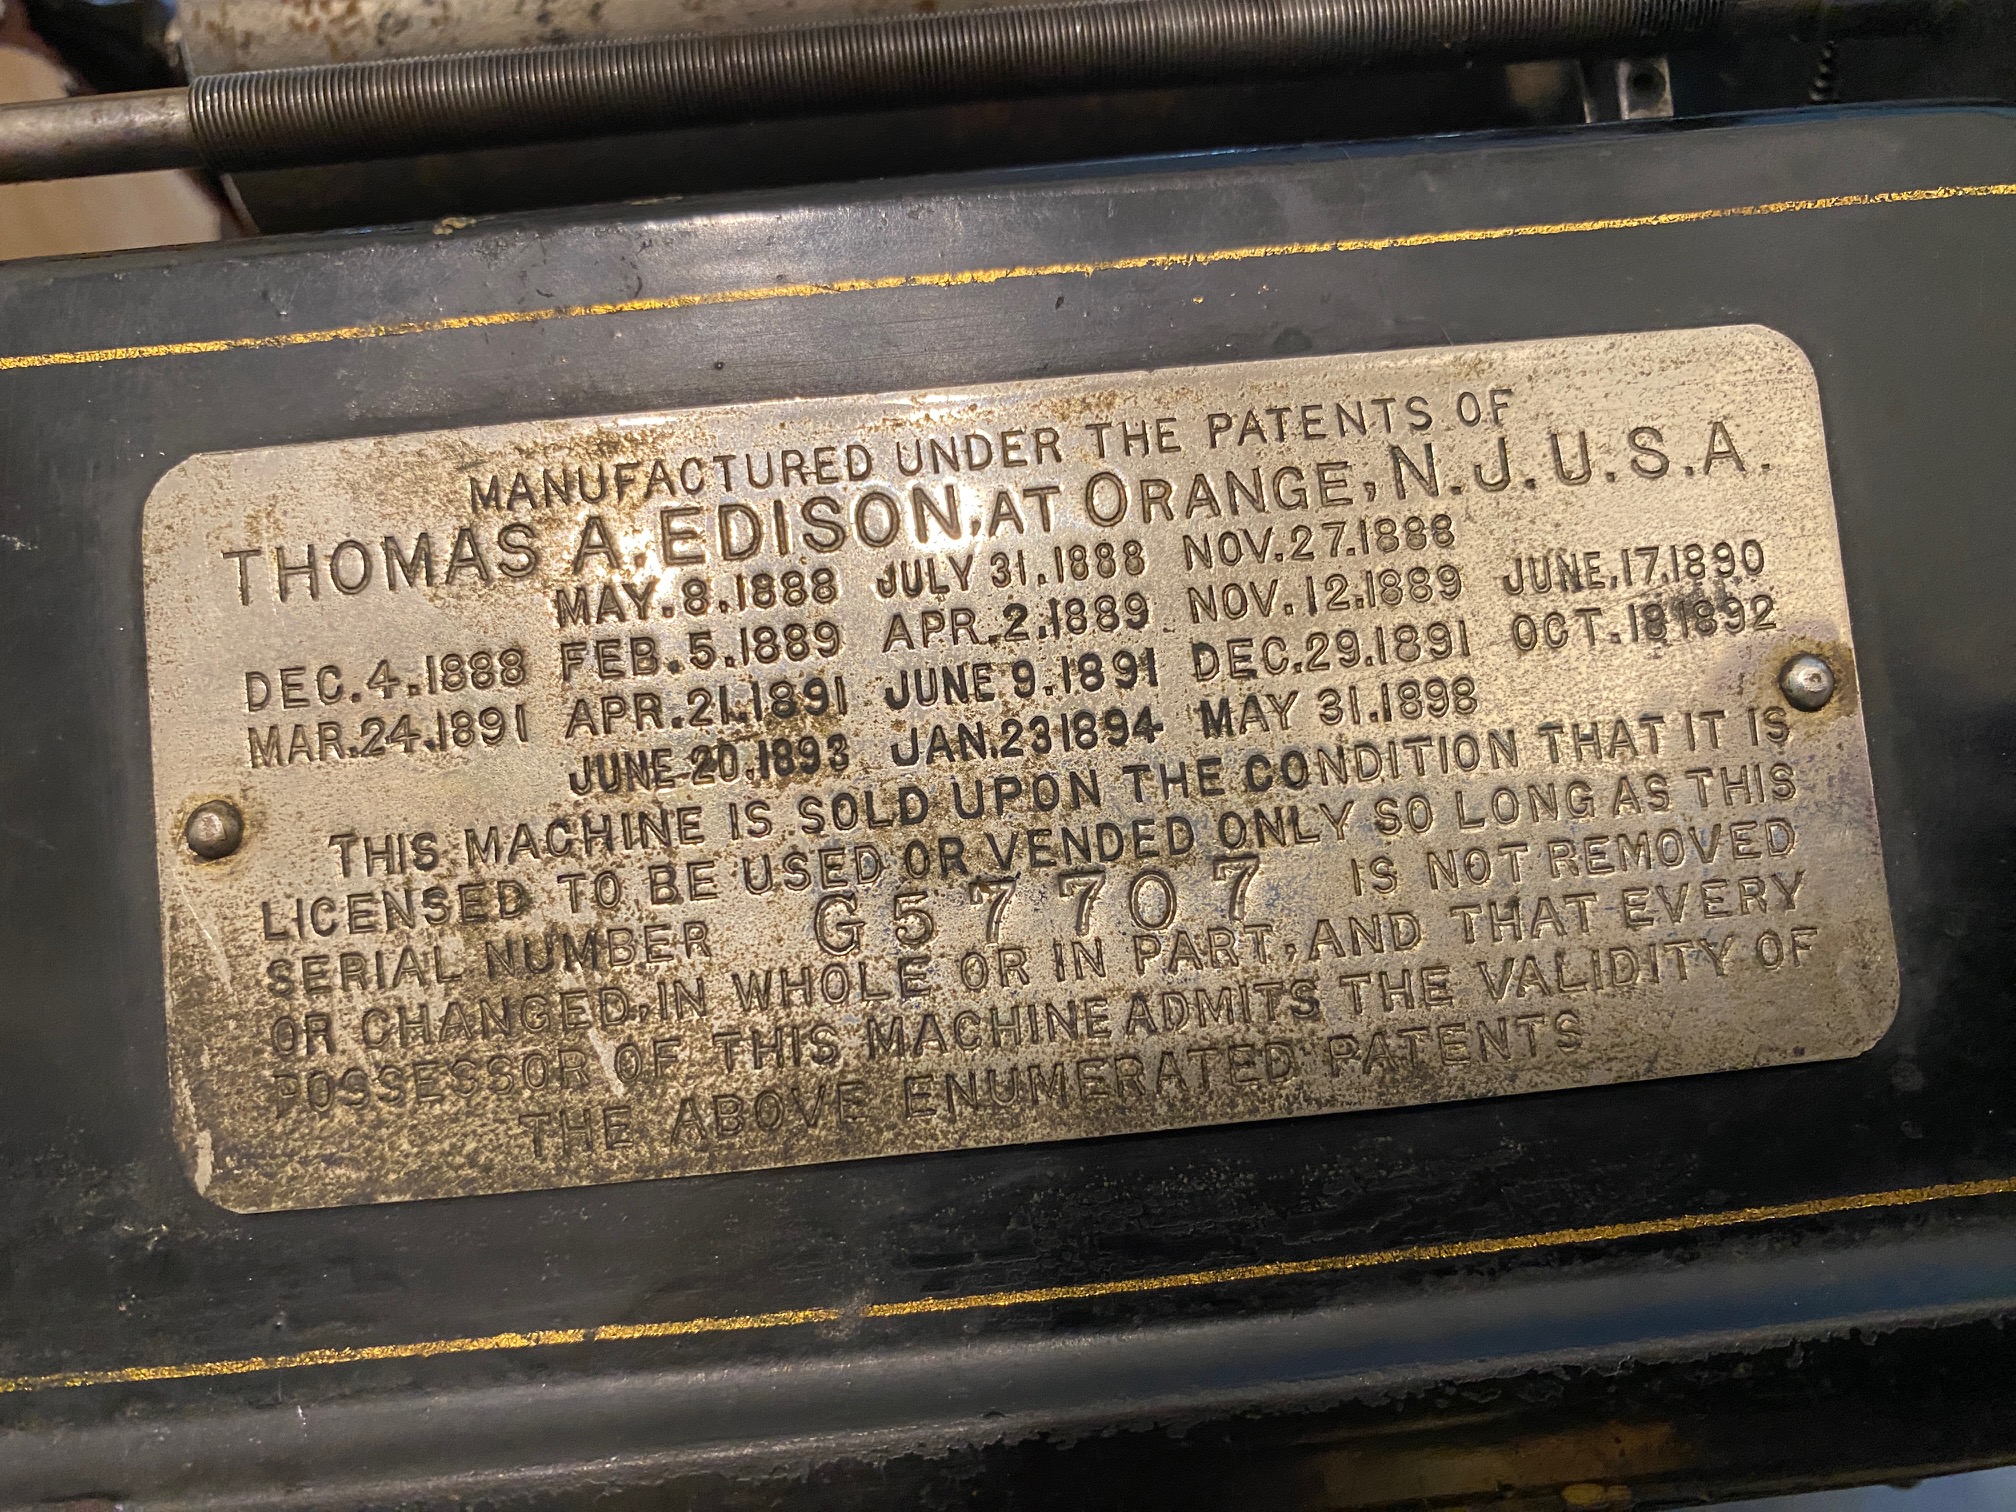 MANUFACTURED UNDER THE PATENTS OF
THOMAS A. EDISON, AT ORANGE, N.J.U.S.A.
MAY.8.1888 JULY 31.1888 NOV.27.1888
DEC.4.1888 FEB.5.1889 APR.2.1889 NOV.12.1889 JUNE.17.1890
MAR.24.1891 APR.21.1891 JUNE 9.1891 DEC.29.1891 OCT.18 1892
JUNE 20.1893 JAN.23 1894 MAY 31.1898
THIS MACHINE IS SOLD UPON THE CONDITION THAT IT IS
LICENSED TO BE USED OR VENDED ONLY SO LONG AS THIS
SERIAL NUMBER G57707 IS NOT REMOVED
OR CHANGED, IN WHOLE OR IN PART, AND THAT EVERY
POSSESSOR OF THIS MACHINE ADMITS THE VALIDITY OF
THE ABOVE ENUMERATED PATENTS